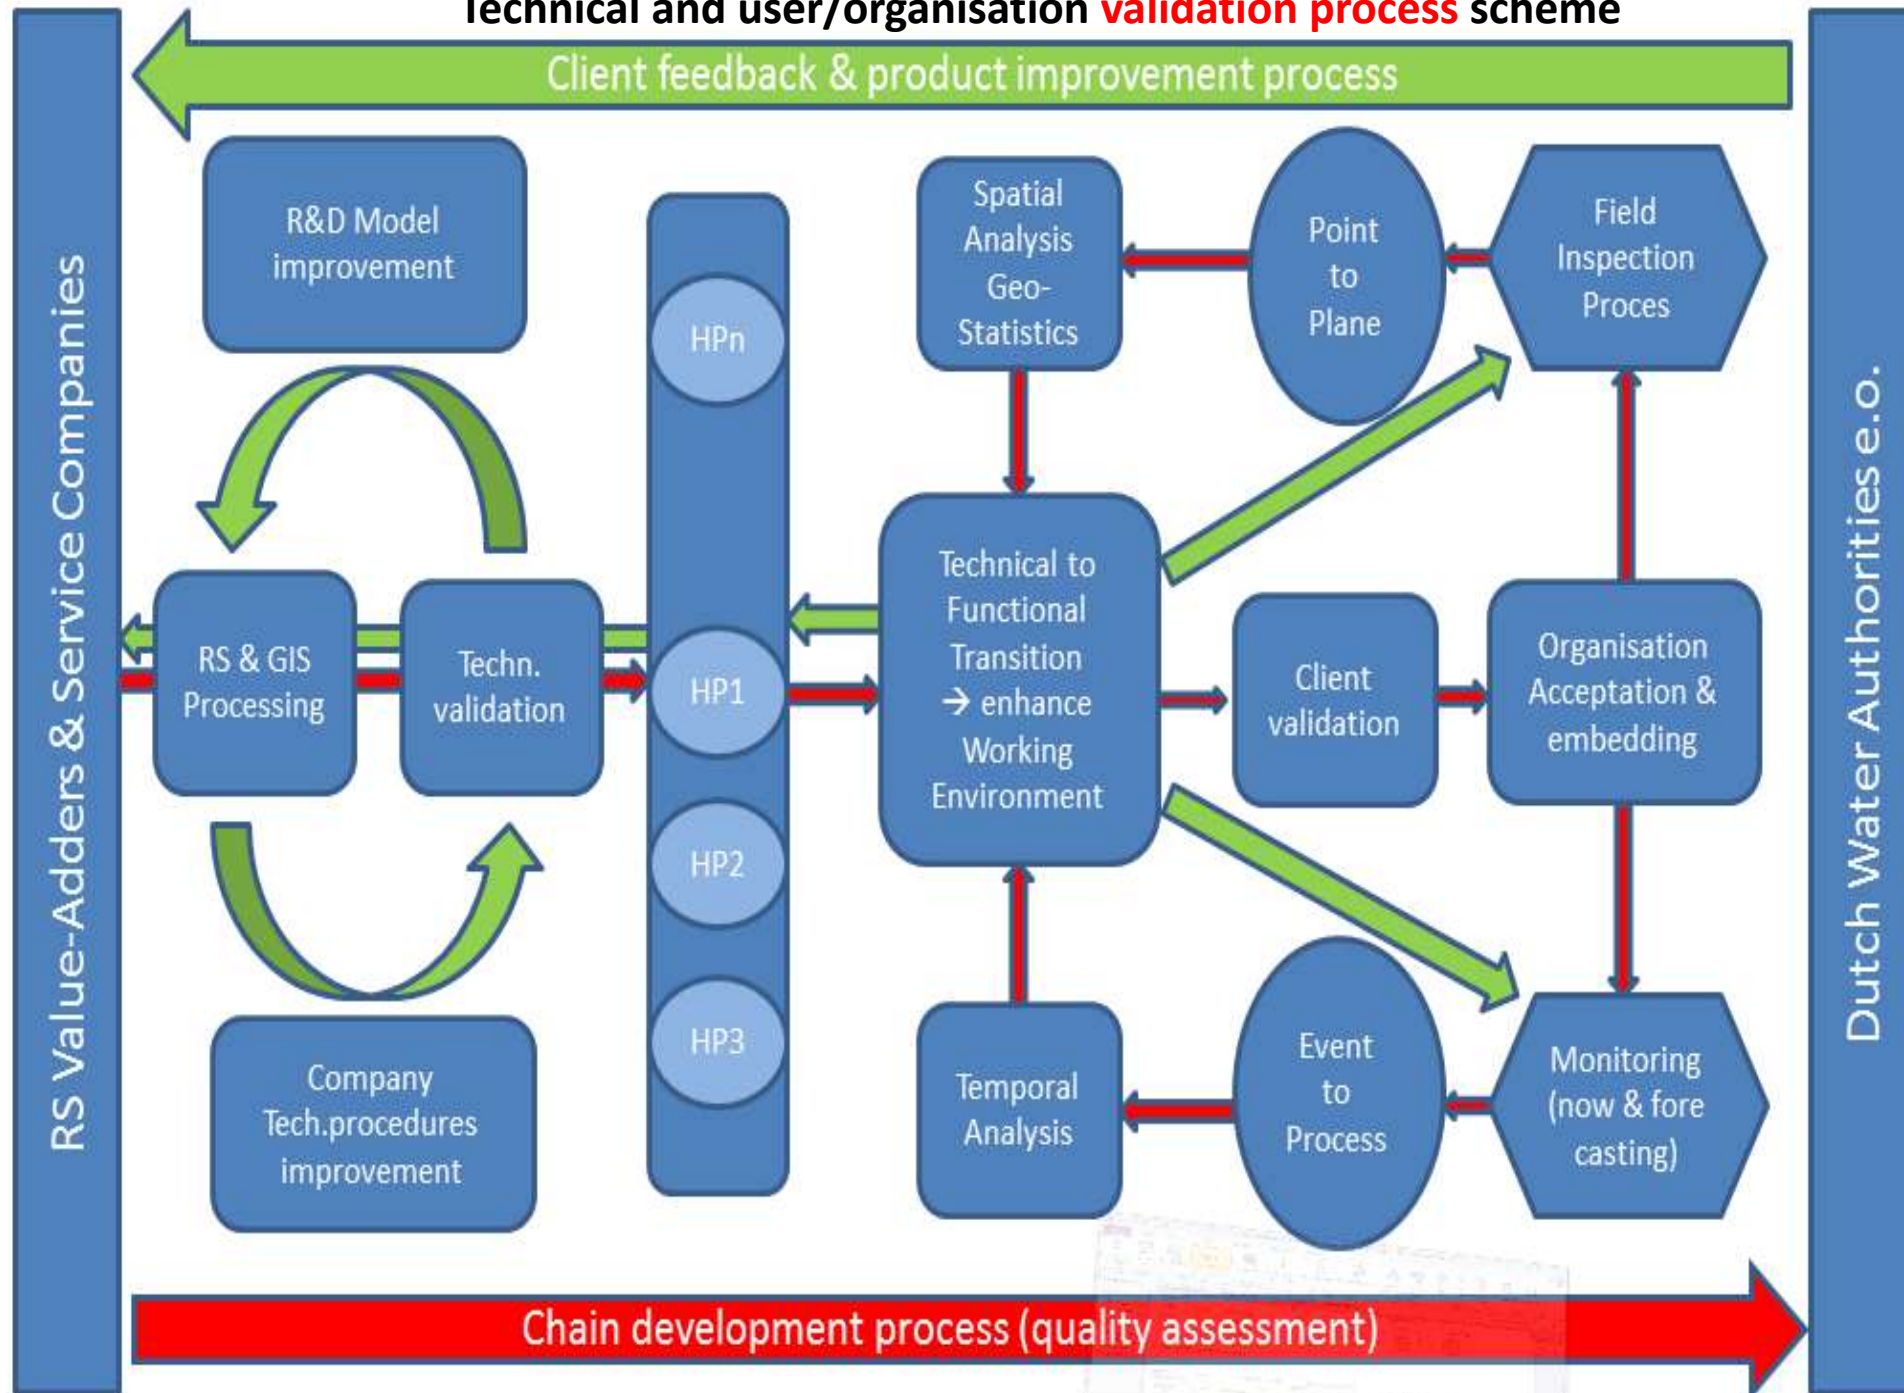 Technical and user/organisation validation process scheme
Client feedback & product improvement process
RS Value-Adders & Service Companies
R&D Model
improvement
RS & GIS
Processing
Techn.
validation
Company
Tech.procedures
improvement
HPn
HP1
HP2
HP3
Spatial
Analysis
Geo-
Statistics
Point
to
Plane
Field
Inspection
Proces
Technical to
Functional
Transition
→ enhance
Working
Environment
Client
validation
Organisation
Acceptation &
embedding
Temporal
Analysis
Event
to
Process
Monitoring
(now & fore
casting)
Dutch Water Authorities e.o.
Chain development process (quality assessment)